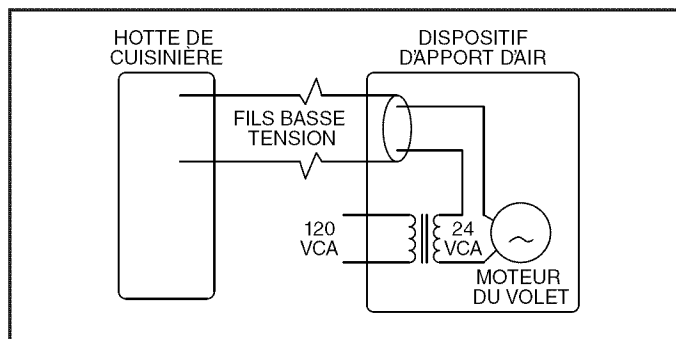 HOTTE DE
CUISINIÈRE
DISPOSITIF
D'APPORT D'AIR
FILS BASSE
TENSION
120
VCA
24
VCA
MOTEUR
DU VOLET